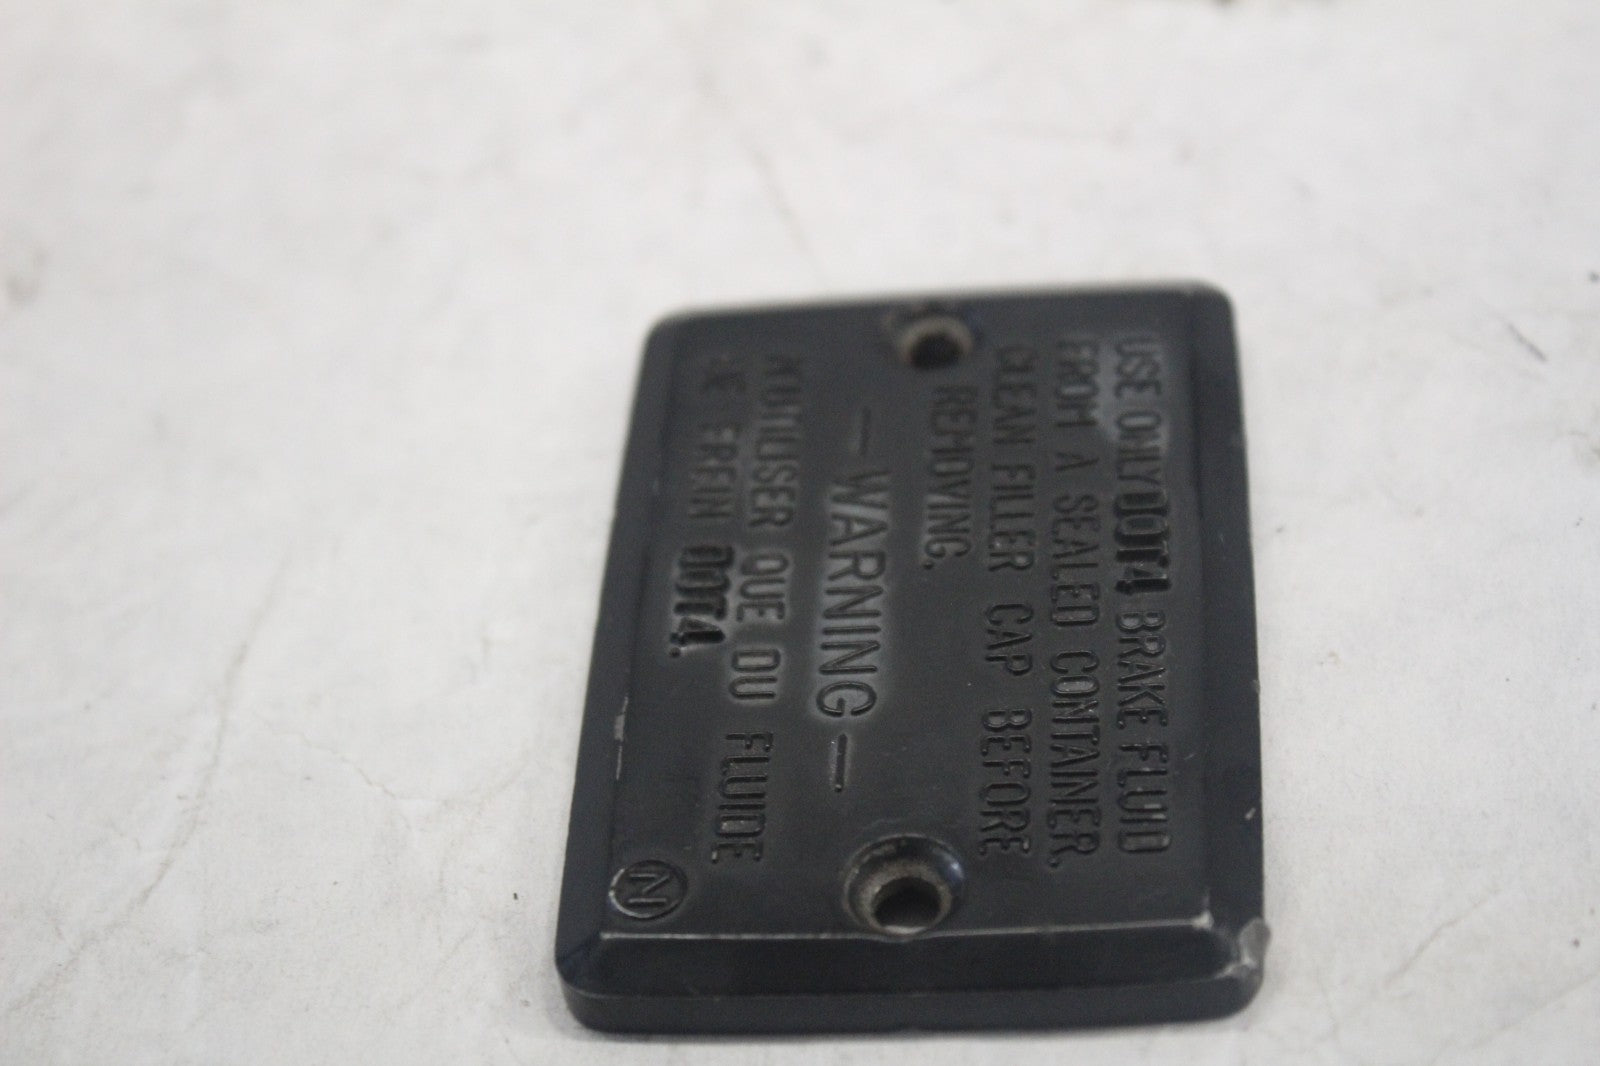 USE ONLY DOT4 BRAKE FLUID
FROM A SEALED CONTAINER.
CLEAN FILLER CAP BEFORE
REMOVING.
—WARNING—
N'UTILISER QUE DU FLUIDE
DE FREIN DOT4.
N